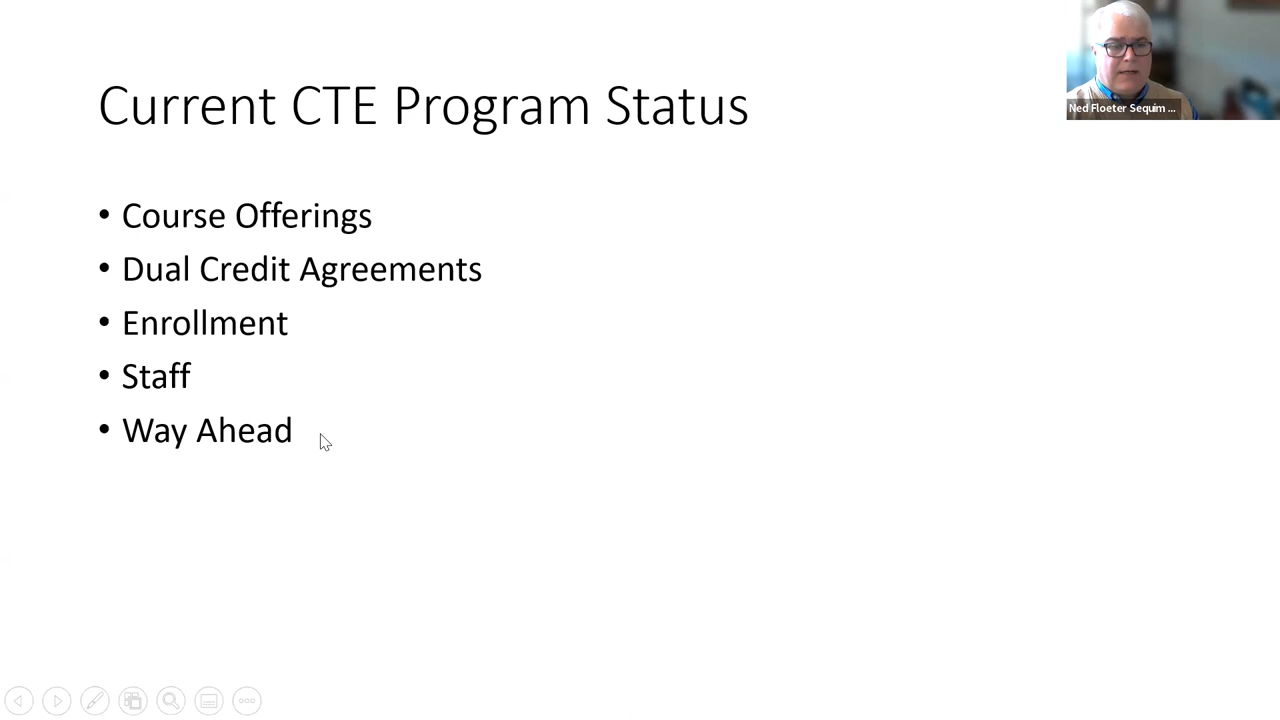 Current CTE Program Status
• Course Offerings
• Dual Credit Agreements
• Enrollment
• Staff
• Way Ahead
Ned Floeter Sequim ...